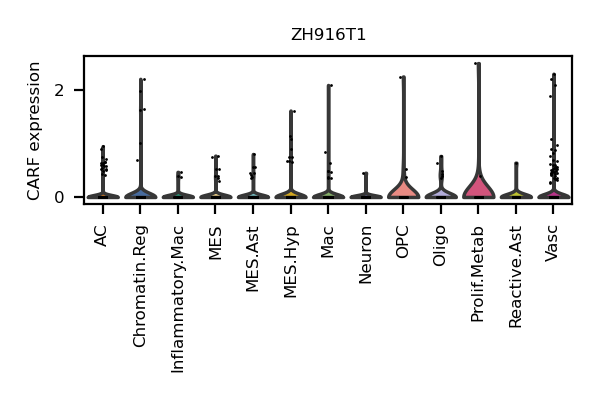 ZH916T1
CARF expression
2
0
AC
Chromatin.Reg
Inflammatory.Mac
MES
MES.Ast
MES.Hyp
Mac
Neuron
OPC
Oligo
Prolif.Metab
Reactive.Ast
Vasc